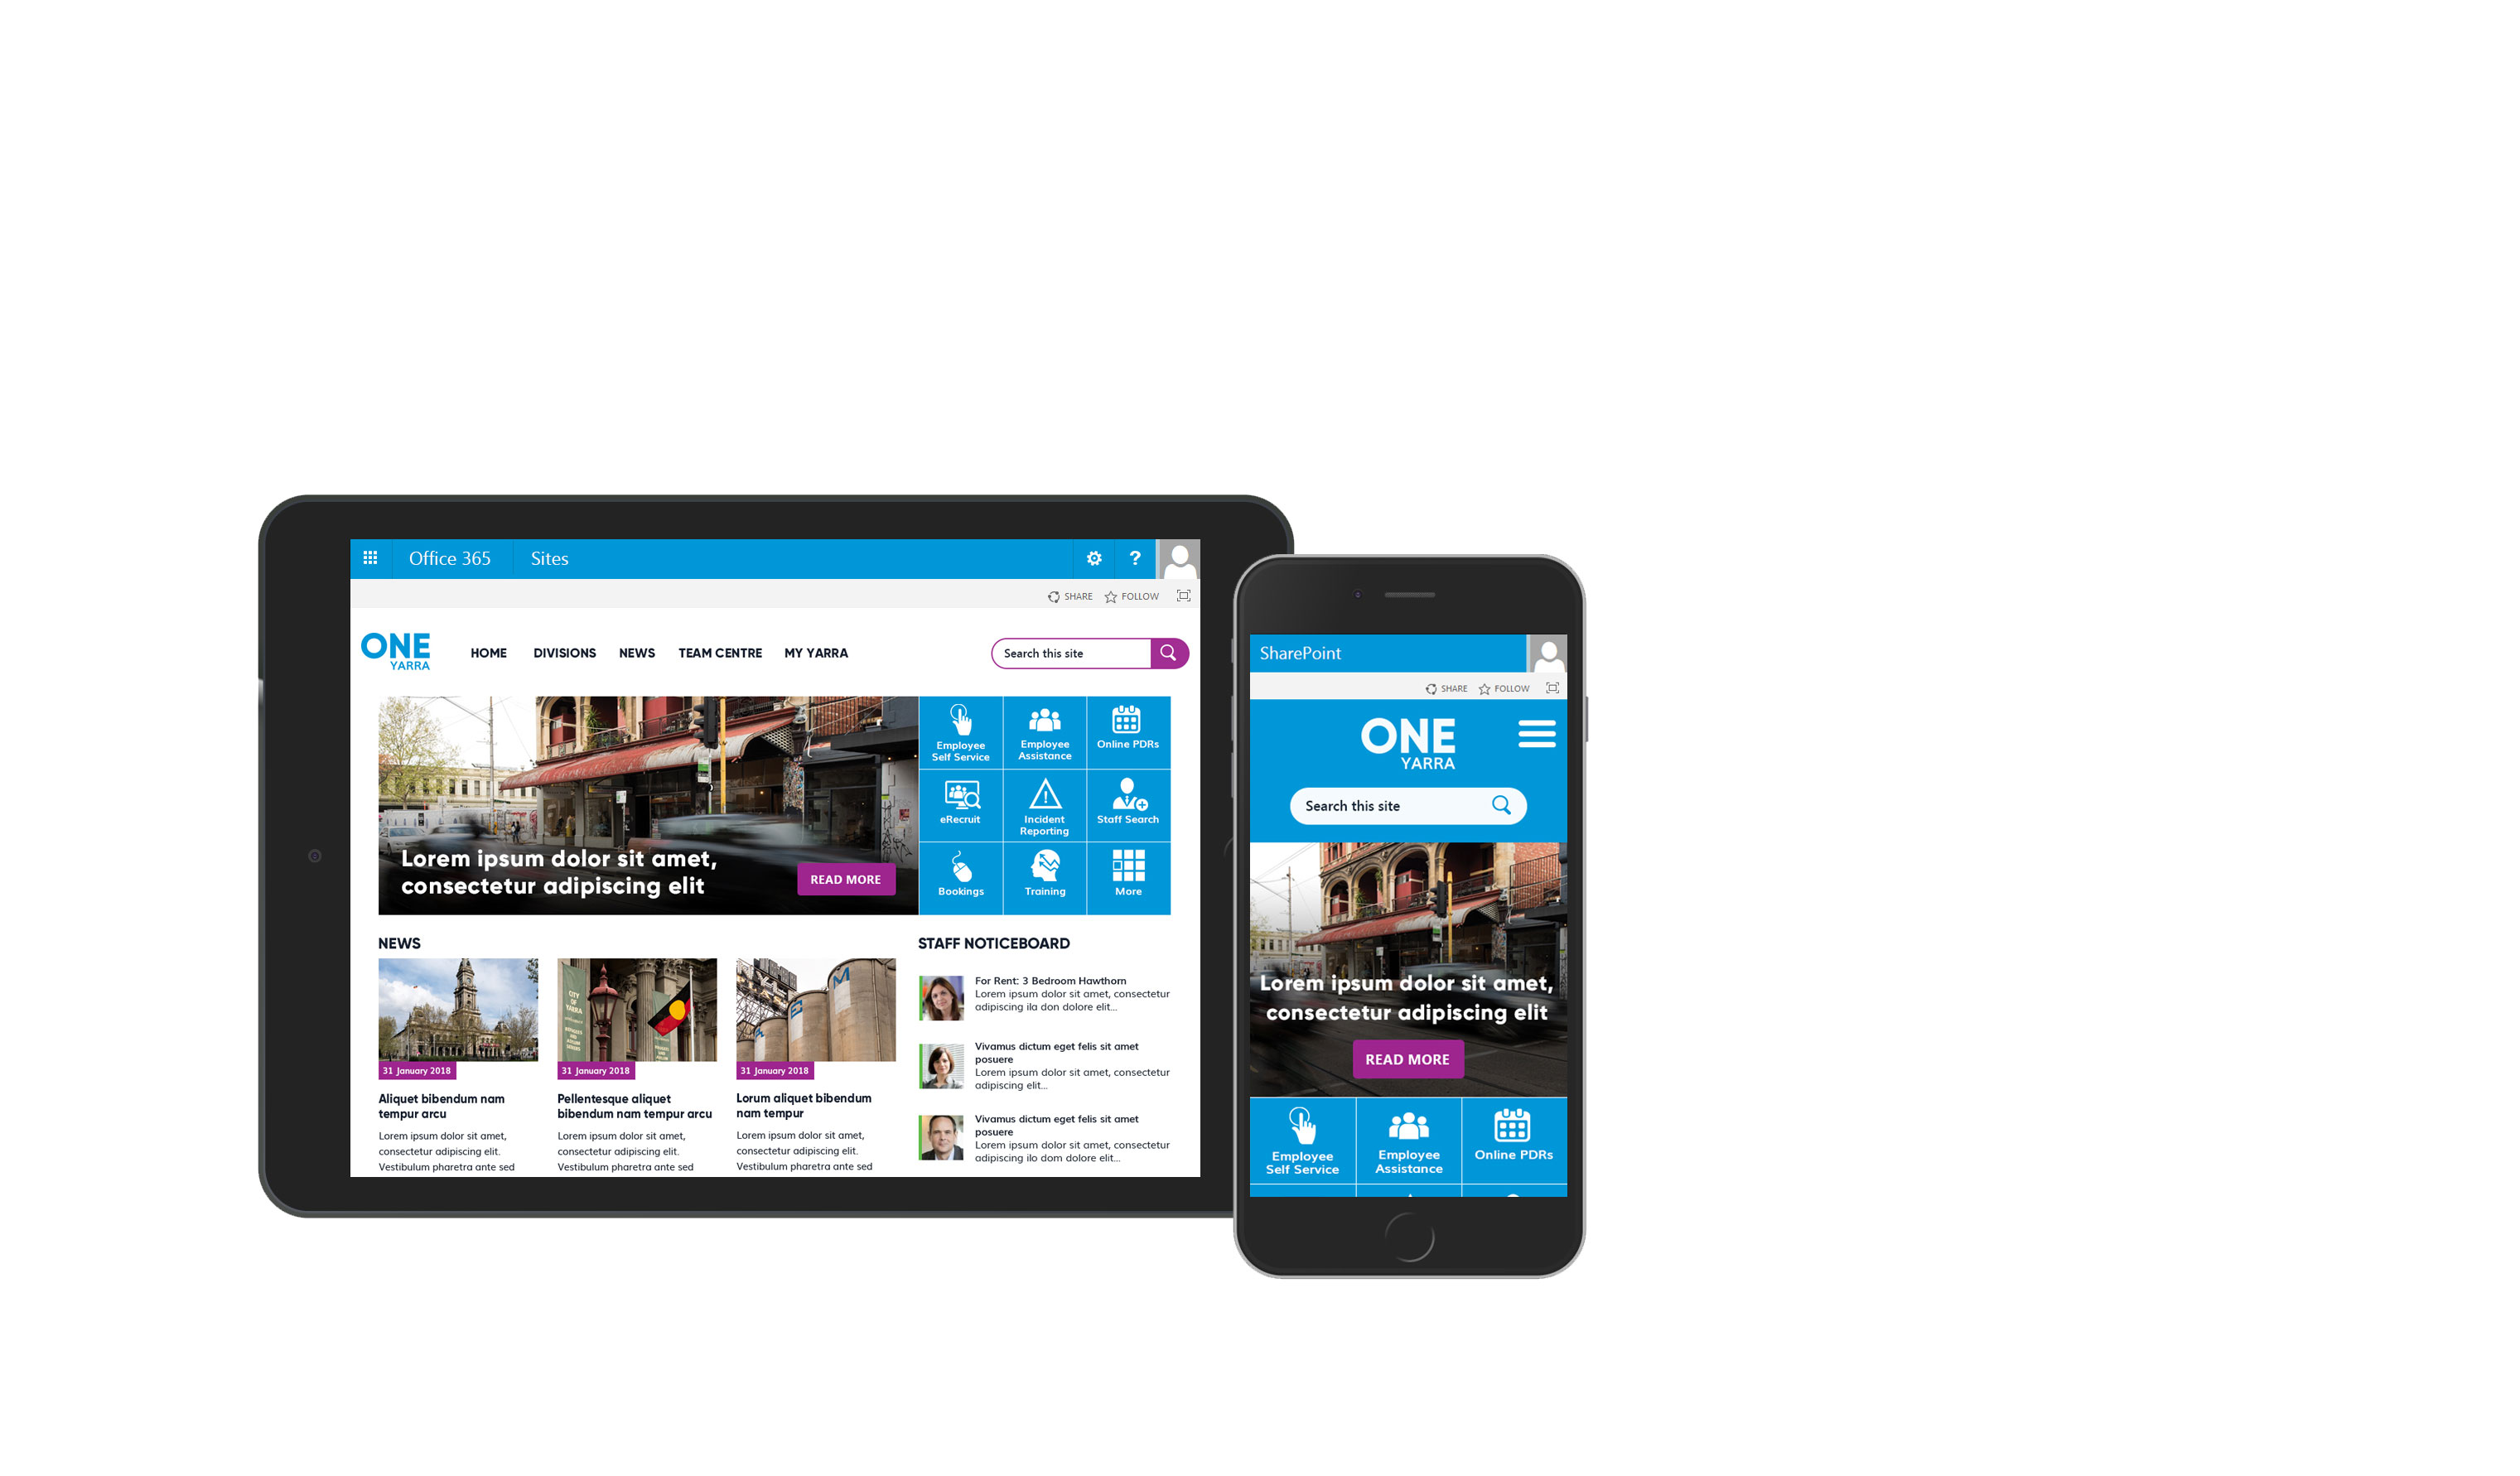 Office 365 Sites ?
SHARE FOLLOW
ONE
YARRA
HOME DIVISIONS NEWS TEAM CENTRE MY YARRA
Search this site
Lorem ipsum dolor sit amet,
consectetur adipiscing elit
READ MORE
Employee
Self Service
Employee
Assistance
Online PDRs
eRecruit
Incident
Reporting
Staff Search
Bookings
Training
More
NEWS
CITY
OF
YARRA
31 January 2018
Aliquet bibendum nam
tempur arcu
Lorem ipsum dolor sit amet,
consectetur adipiscing elit.
Vestibulum pharetra ante sed
31 January 2018
Pellentesque aliquet
bibendum nam tempur arcu
Lorem ipsum dolor sit amet,
consectetur adipiscing elit.
Vestibulum pharetra ante sed
31 January 2018
Lorum aliquet bibendum
nam tempur
Lorem ipsum dolor sit amet,
consectetur adipiscing elit.
Vestibulum pharetra ante sed
STAFF NOTICEBOARD
For Rent: 3 Bedroom Hawthorn
Lorem ipsum dolor sit amet, consectetur
adipiscing ila don dolore elit...
Vivamus dictum eget felis sit amet
posuere
Lorem ipsum dolor sit amet, consectetur
adipiscing elit...
Vivamus dictum eget felis sit amet
posuere
Lorem ipsum dolor sit amet, consectetur
adipiscing ilo dom dolore elit...
SharePoint
SHARE FOLLOW
ONE
YARRA
Search this site
Lorem ipsum dolor sit amet,
consectetur adipiscing elit
READ MORE
Employee
Self Service
Employee
Assistance
Online PDRs